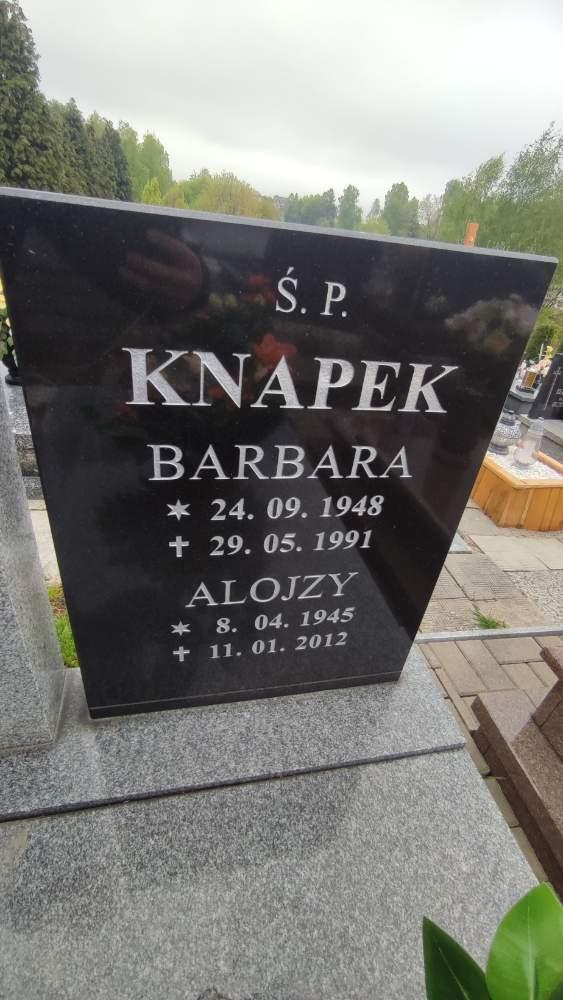 Ś. P.
KNAPEK
BARBARA
✶ 24. 09. 1948
✝ 29. 05. 1991
ALOJZY
✶ 8. 04. 1945
✝ 11. 01. 2012